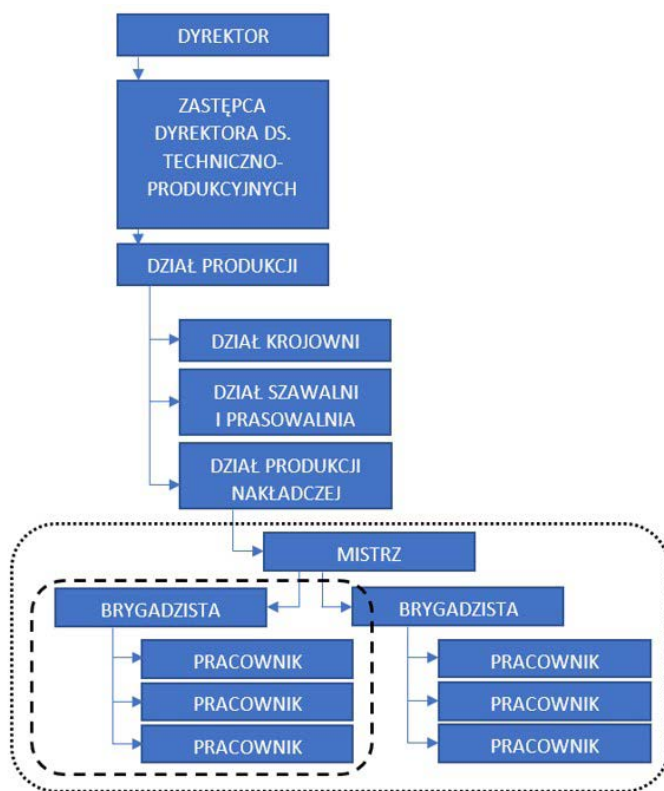 DYREKTOR
ZASTĘPCA
DYREKTORA DS.
TECHNICZNO-
PRODUKCYJNYCH
DZIAŁ PRODUKCJI
DZIAŁ KROJOWNI
DZIAŁ SZAWALNI
I PRASOWALNIA
DZIAŁ PRODUKCJI
NAKŁADCZEJ
MISTRZ
BRYGADZISTA
BRYGADZISTA
PRACOWNIK
PRACOWNIK
PRACOWNIK
PRACOWNIK
PRACOWNIK
PRACOWNIK